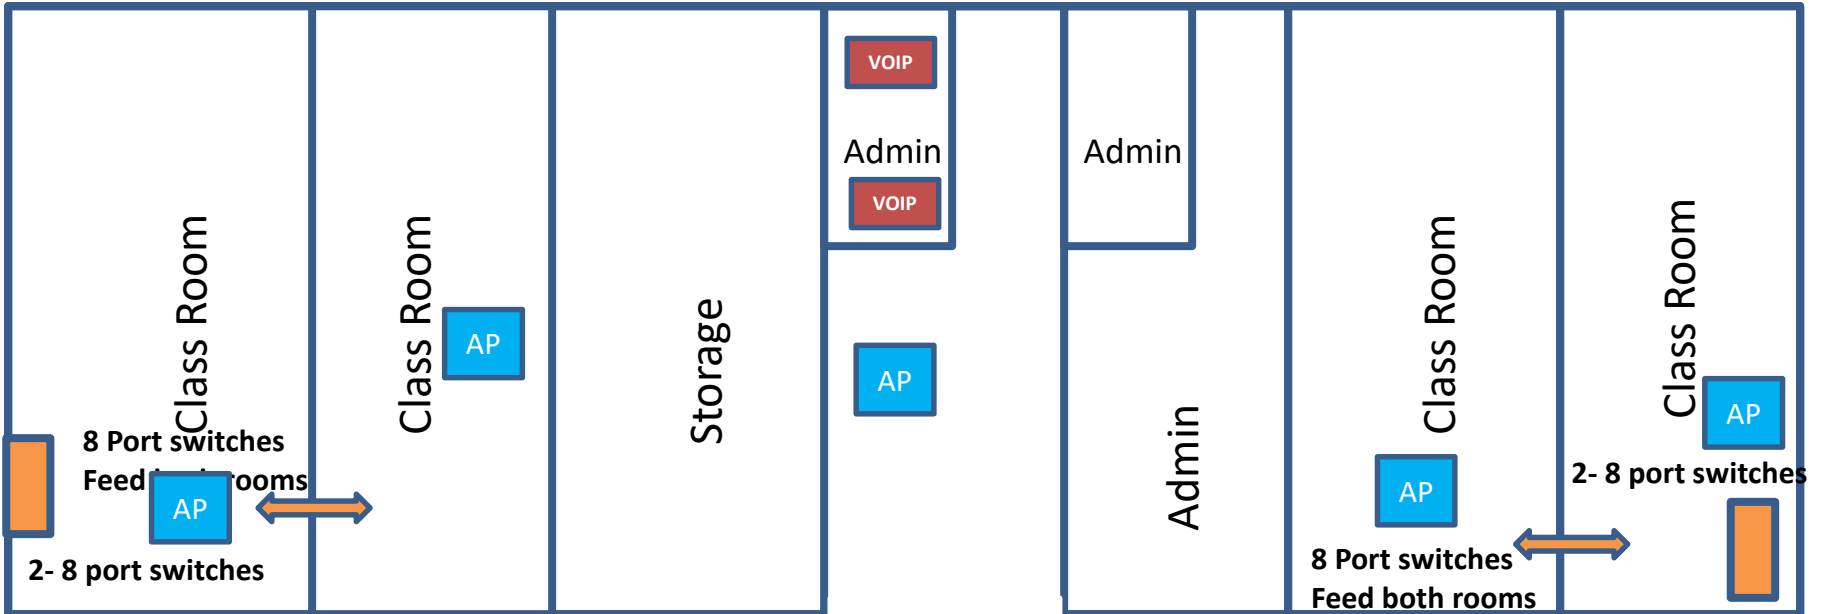 VOIP
Admin
VOIP
Admin
Class Room
Class Room
AP
Storage
AP
Admin
Class Room
Class Room
AP
8 Port switches
Feed rooms
AP
2- 8 port switches
AP
2- 8 port switches
8 Port switches
Feed both rooms